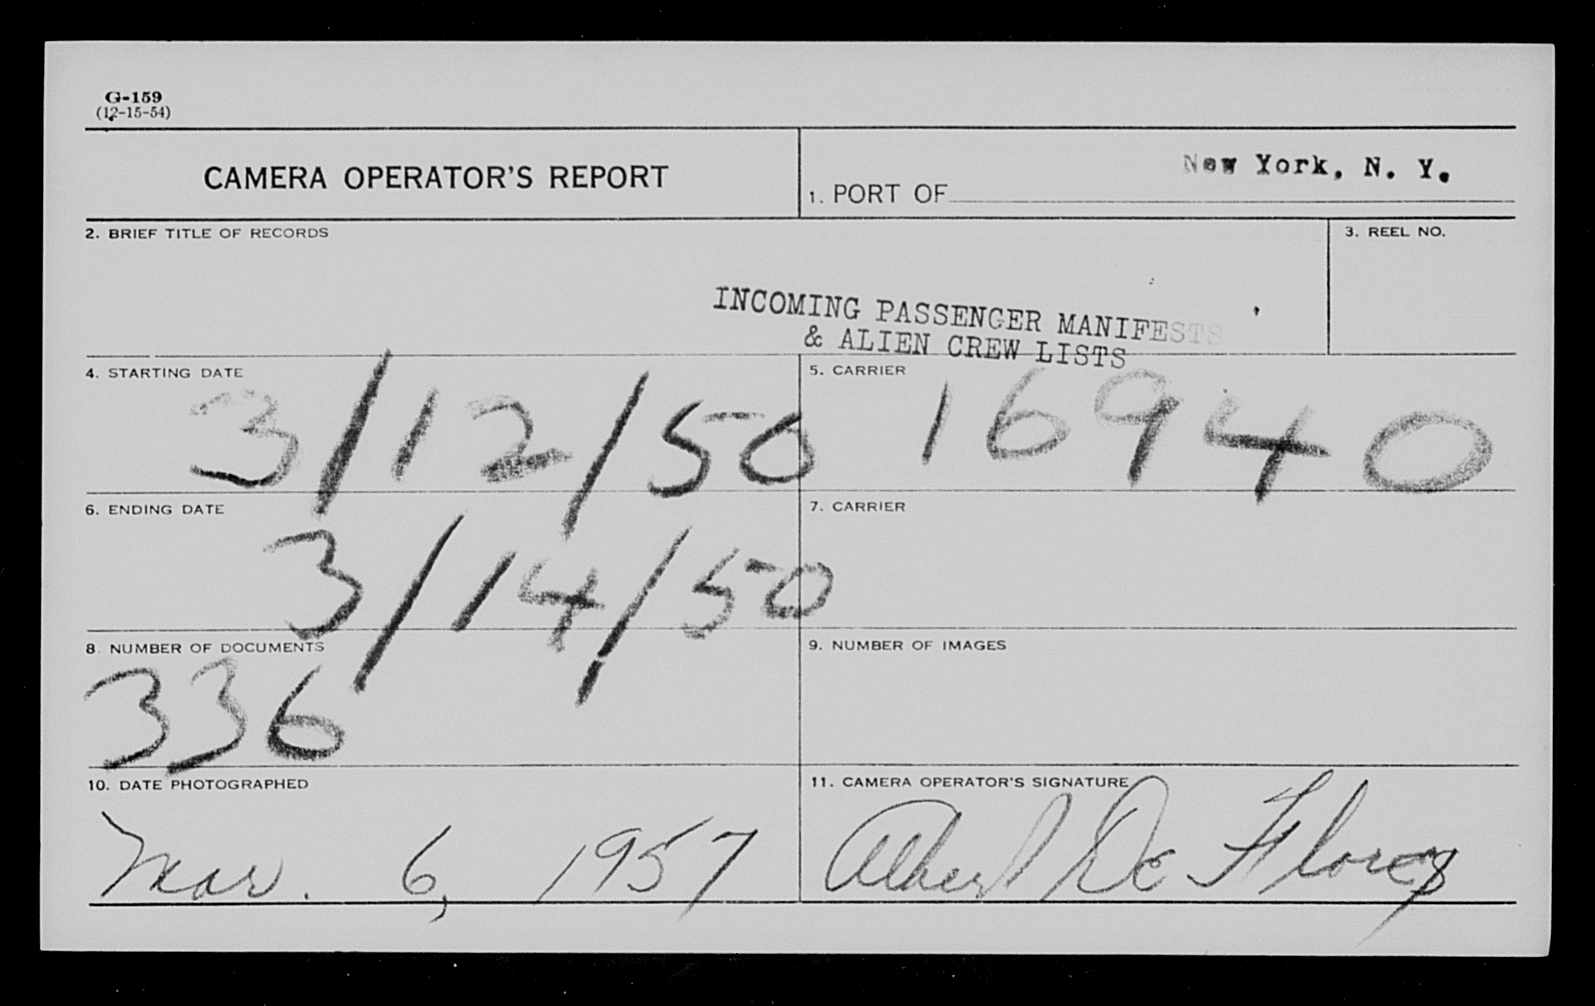 G-159
(12-15-54)
CAMERA OPERATOR'S REPORT
1. PORT OF New York, N. Y.
2. BRIEF TITLE OF RECORDS
3. REEL NO.
INCOMING PASSENGER MANIFESTS
& ALIEN CREW LISTS
4. STARTING DATE
3/12/50
5. CARRIER
16940
6. ENDING DATE
3/14/50
7. CARRIER
8. NUMBER OF DOCUMENTS
336
9. NUMBER OF IMAGES
10. DATE PHOTOGRAPHED
Mar. 6, 1957
11. CAMERA OPERATOR'S SIGNATURE
Albert De Florez